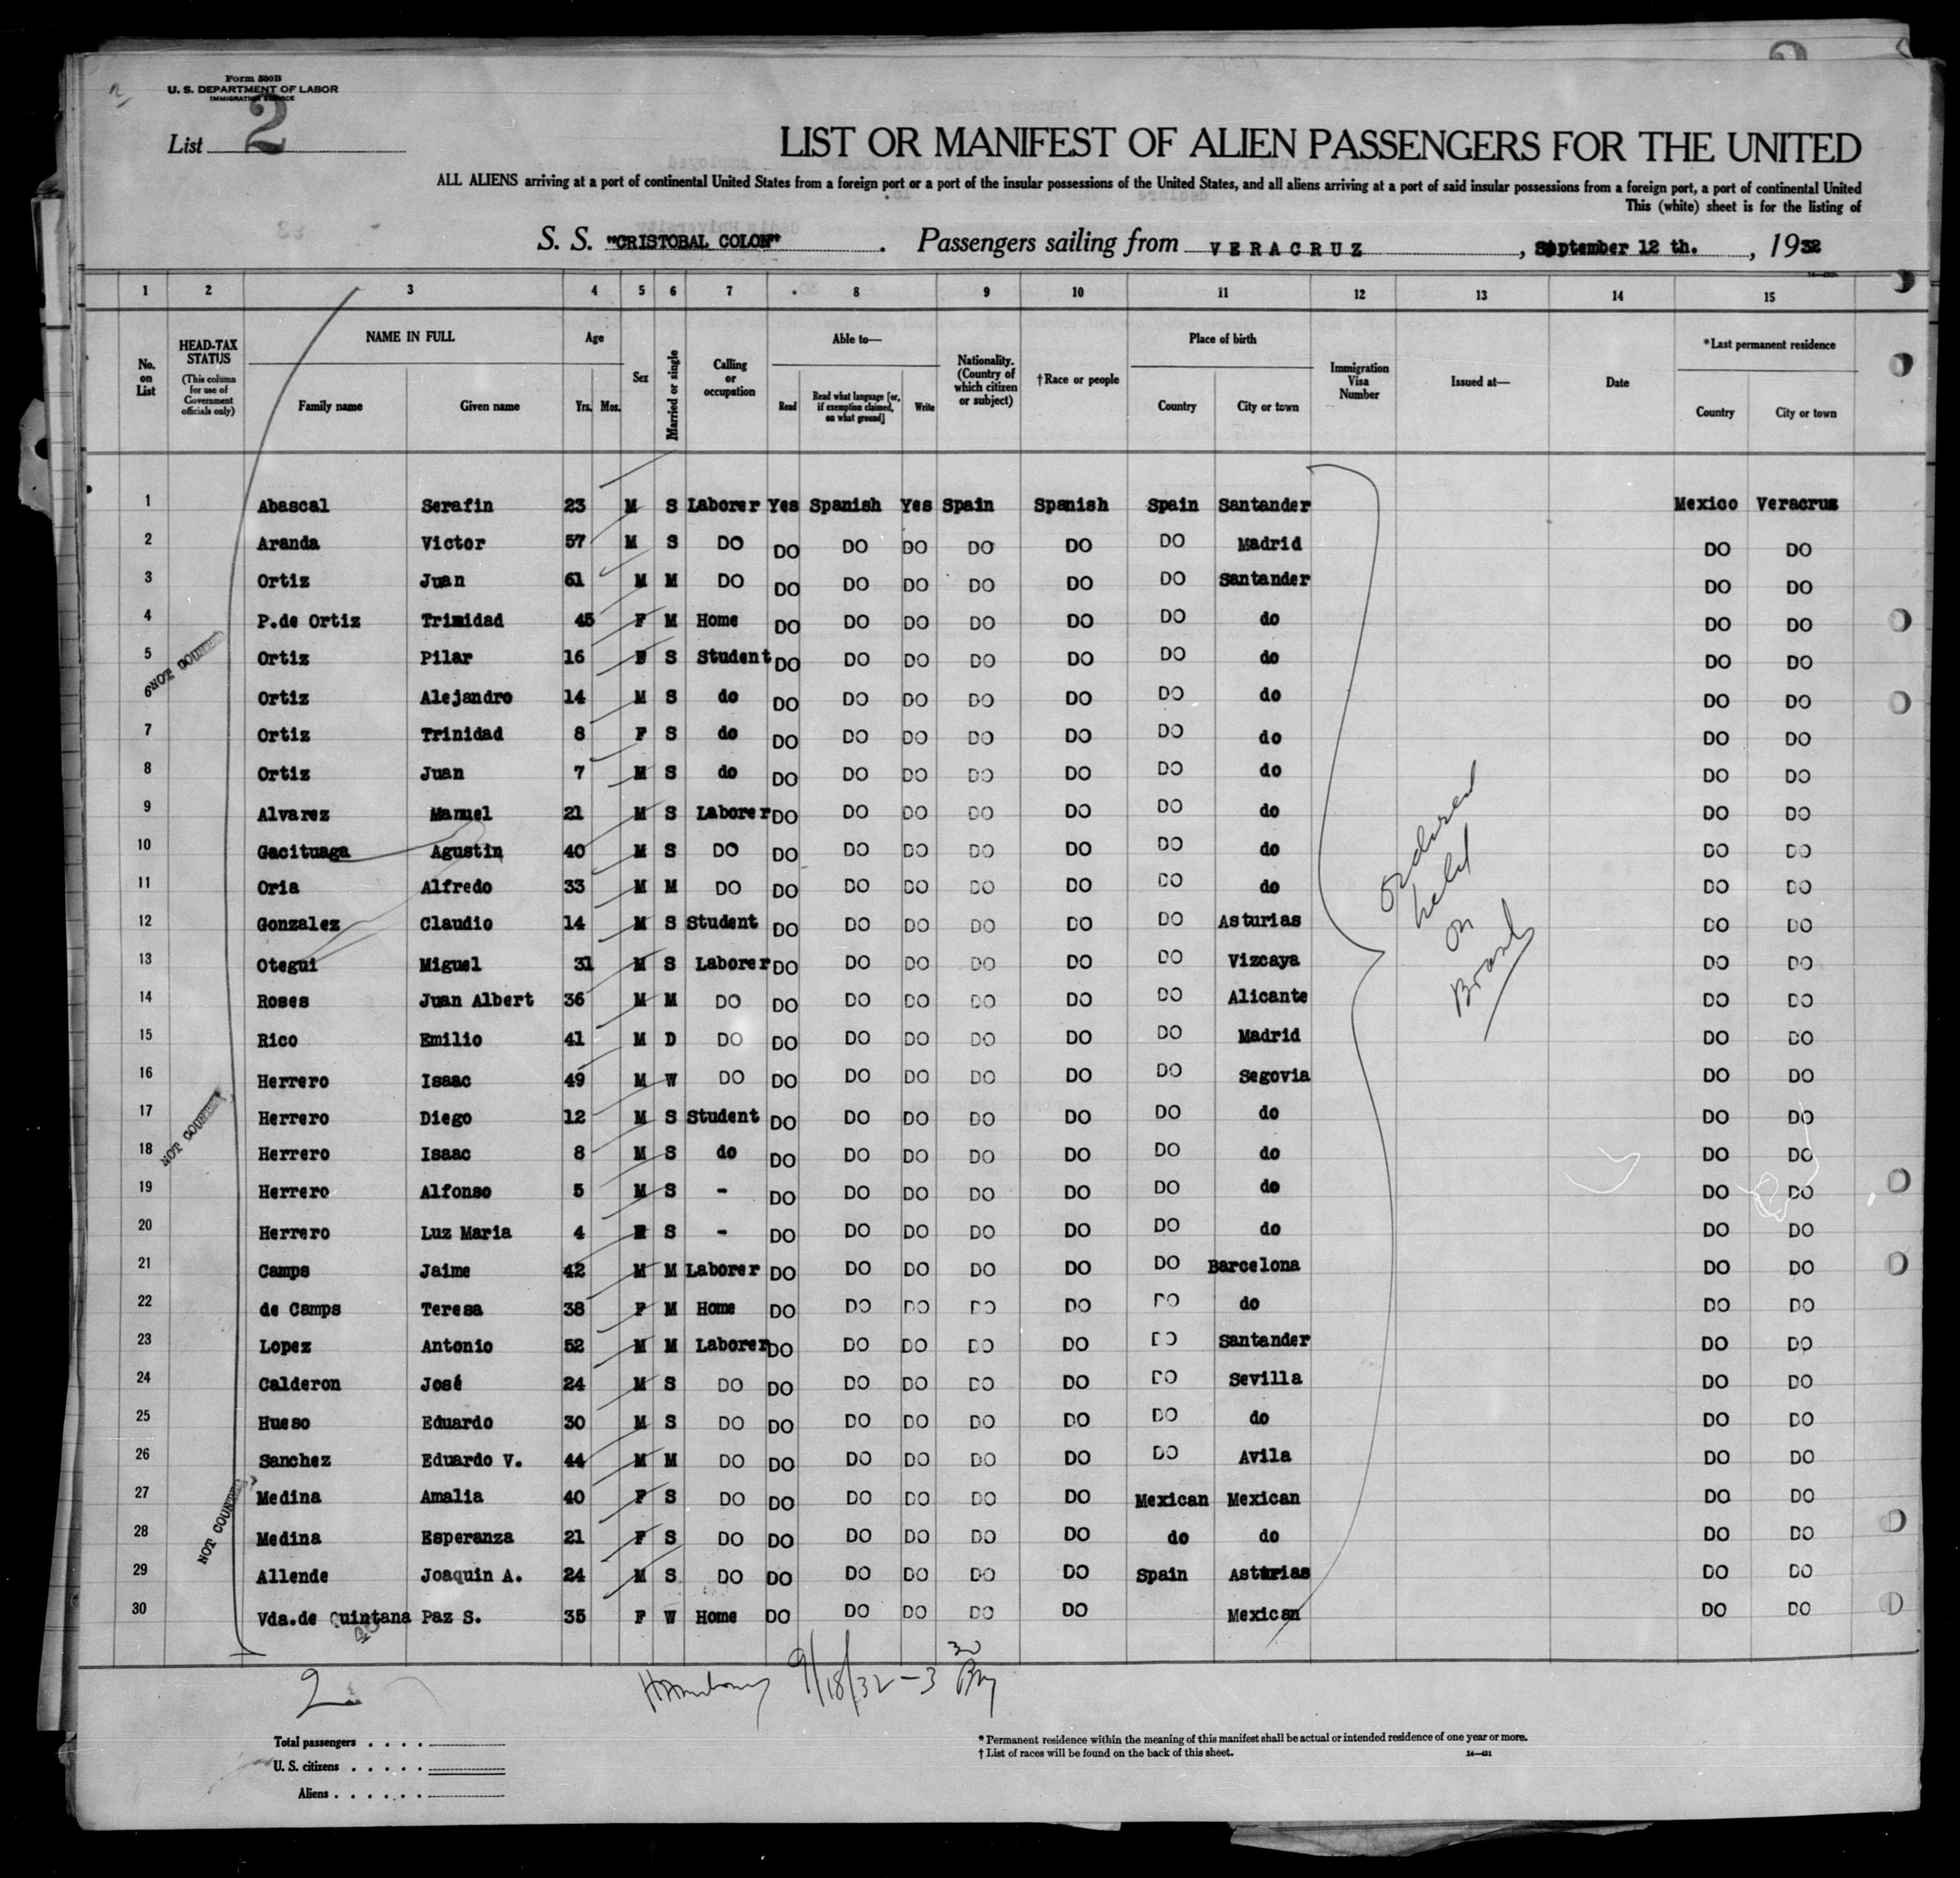 Form 500B
U. S. DEPARTMENT OF LABOR
IMMIGRATION SERVICE
List 2
LIST OR MANIFEST OF ALIEN PASSENGERS FOR THE UNITED
ALL ALIENS arriving at a port of continental United States from a foreign port or a port of the insular possessions of the United States, and all aliens arriving at a port of said insular possessions from a foreign port, a port of continental United
This (white) sheet is for the listing of
S. S. "CRISTOBAL COLON" . Passengers sailing from VERACRUZ , September 12 th. , 1932
1 2 3 4 5 6 7 8 9 10 11 12 13 14 15
No. on List
HEAD-TAX STATUS (This column for use of Government officials only)
NAME IN FULL
Family name Given name
Age
Yrs. Mos.
Sex
Married or single
Calling or occupation
Able to—
Read Read what language [or, if exemption claimed, on what ground] Write
Nationality. (Country of which citizen or subject)
†Race or people
Place of birth
Country City or town
Immigration Visa Number
Issued at—
Date
*Last permanent residence
Country City or town
1 Abascal Serafin 23 M S Laborer Yes Spanish Yes Spain Spanish Spain Santander Mexico Veracruz
2 Aranda Victor 57 M S DO DO DO DO DO DO DO Madrid DO DO
3 Ortiz Juan 61 M M DO DO DO DO DO DO DO Santander DO DO
4 P.de Ortiz Trinidad 45 F M Home DO DO DO DO DO DO do DO DO
5 Ortiz Pilar 16 F S Student DO DO DO DO DO DO do DO DO
6 Ortiz Alejandro 14 M S do DO DO DO DO DO DO do DO DO
7 Ortiz Trinidad 8 F S do DO DO DO DO DO DO do DO DO
8 Ortiz Juan 7 M S do DO DO DO DO DO DO do DO DO
9 Alvarez Manuel 21 M S Laborer DO DO DO DO DO DO do DO DO
10 Gacituaga Agustin 40 M S DO DO DO DO DO DO DO do DO DO
11 Oria Alfredo 33 M M DO DO DO DO DO DO DO do DO DO
12 Gonzalez Claudio 14 M S Student DO DO DO DO DO DO Asturias DO DO
13 Otegui Miguel 31 M S Laborer DO DO DO DO DO DO Vizcaya DO DO
14 Roses Juan Albert 36 M M DO DO DO DO DO DO DO Alicante DO DO
15 Rico Emilio 41 M D DO DO DO DO DO DO DO Madrid DO DO
16 Herrero Isaac 49 M W DO DO DO DO DO DO DO Segovia DO DO
17 Herrero Diego 12 M S Student DO DO DO DO DO DO do DO DO
18 Herrero Isaac 8 M S do DO DO DO DO DO DO do DO DO
19 Herrero Alfonso 5 M S - DO DO DO DO DO DO do DO DO
20 Herrero Luz Maria 4 S - DO DO DO DO DO DO do DO DO
21 Camps Jaime 42 M M Laborer DO DO DO DO DO DO Barcelona DO DO
22 de Camps Teresa 38 F M Home DO DO DO DO DO DO do DO DO
23 Lopez Antonio 52 M M Laborer DO DO DO DO DO DO Santander DO DO
24 Calderon José 24 M S DO DO DO DO DO DO DO Sevilla DO DO
25 Hueso Eduardo 30 M S DO DO DO DO DO DO DO do DO DO
26 Sanchez Eduardo V. 44 M M DO DO DO DO DO DO DO Avila DO DO
27 Medina Amalia 40 F S DO DO DO DO DO DO Mexican Mexican DO DO
28 Medina Esperanza 21 F S DO DO DO DO DO DO do do DO DO
29 Allende Joaquin A. 24 M S DO DO DO DO DO DO Spain Asturias DO DO
30 Vda.de Quintana Paz S. 35 F W Home DO DO DO DO DO Mexican DO DO
NOT COUNTED
NOT COUNTED
NOT COUNTED
ordered
held
on
Board
40
2
9/18/32 - 3 30 PM
Total passengers . . . .
U. S. citizens . . . . .
Aliens . . . . . .
* Permanent residence within the meaning of this manifest shall be actual or intended residence of one year or more.
† List of races will be found on the back of this sheet.
14—421